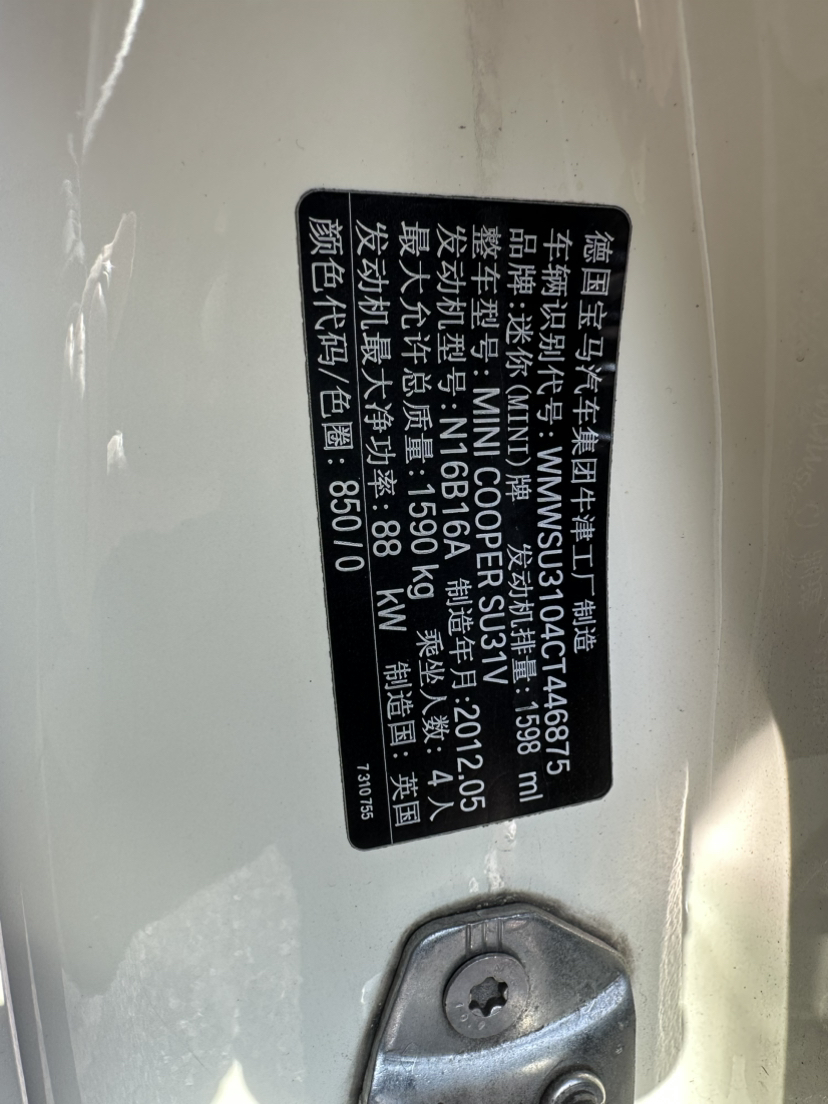 德国宝马汽车集团牛津工厂制造
车辆识别代号: WMWSU3104CT446875
品牌:迷你(MINI)牌 发动机排量:1598 ml
整车型号: MINI COOPER SU31V
发动机型号:N16B16A 制造年月:2012.05
最大允许总质量:1590 kg 乘坐人数: 4人
发动机最大净功率: 88 kW 制造国: 英国
颜色代码/色圈: 850/0
7310755